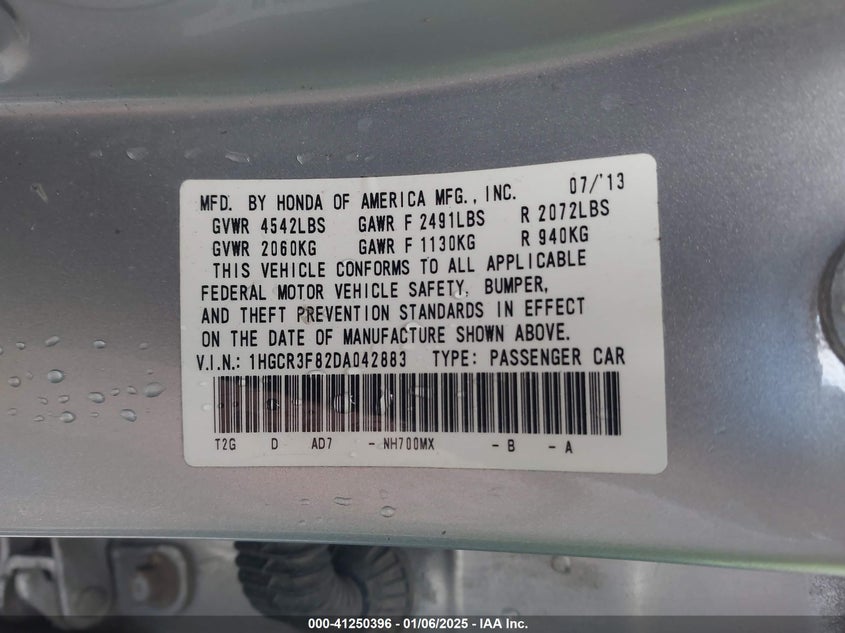 MFD. BY HONDA OF AMERICA MFG., INC. 07/'13
GVWR 4542LBS GAWR F 2491LBS R 2072LBS
GVWR 2060KG GAWR F 1130KG R 940KG
THIS VEHICLE CONFORMS TO ALL APPLICABLE
FEDERAL MOTOR VEHICLE SAFETY, BUMPER,
AND THEFT PREVENTION STANDARDS IN EFFECT
ON THE DATE OF MANUFACTURE SHOWN ABOVE.
V.I.N.: 1HGCR3F82DA042883 TYPE: PASSENGER CAR
T2G D AD7 - NH700MX - B - A
000-41250396 - 01/06/2025 - IAA Inc.